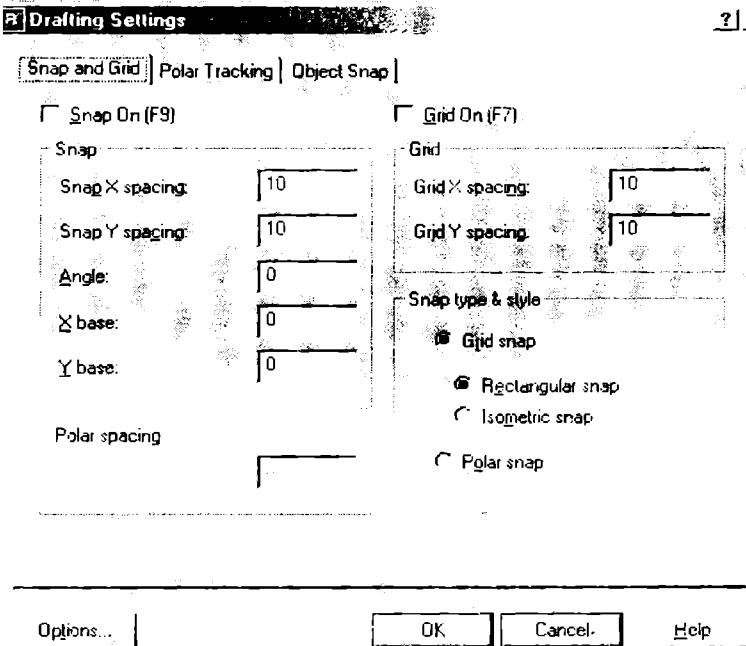 Drafting Settings
?
Snap and Grid Polar Tracking Object Snap
Snap On (F9)
Grid On (F7)
Snap
Snap X spacing: 10
Snap Y spacing: 10
Angle: 0
X base: 0
Y base: 0
Polar spacing
Grid
Grid X spacing: 10
Grid Y spacing: 10
Snap type & style
Grid snap
Rectangular snap
Isometric snap
Polar snap
Options...
OK
Cancel
Help